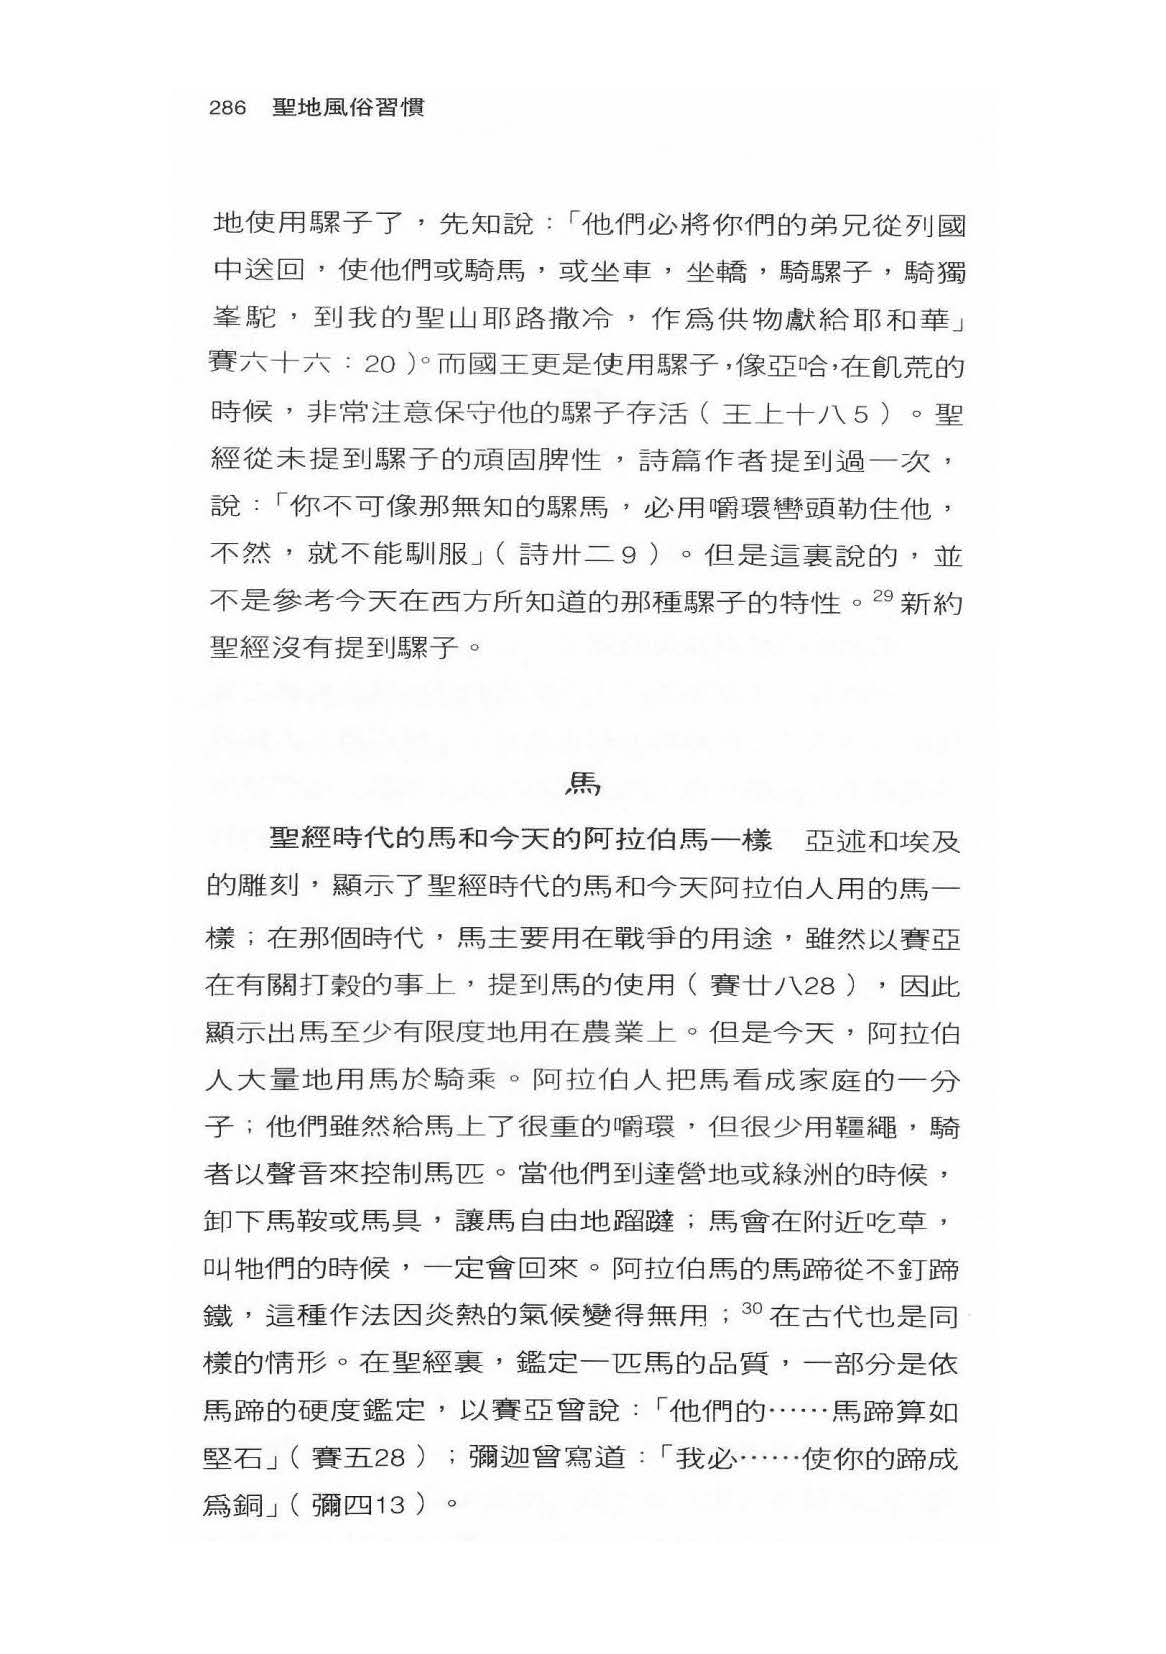 286 聖地風俗習慣
地使用騾子了，先知說：「他們必將你們的弟兄從列國
中送回，使他們或騎馬，或坐車，坐轎，騎騾子，騎獨
峯駝，到我的聖山耶路撒冷，作爲供物獻給耶和華」
賽六十六：20）。而國王更是使用騾子，像亞哈，在飢荒的
時候，非常注意保守他的騾子存活（王上十八5）。聖
經從未提到騾子的頑固脾性，詩篇作者提到過一次，
說：「你不可像那無知的騾馬，必用嚼環轡頭勒住他，
不然，就不能馴服」（詩卅二9）。但是這裏說的，並
不是參考今天在西方所知道的那種騾子的特性。29新約
聖經沒有提到騾子。
馬
聖經時代的馬和今天的阿拉伯馬一樣　亞述和埃及
的雕刻，顯示了聖經時代的馬和今天阿拉伯人用的馬一
樣；在那個時代，馬主要用在戰爭的用途，雖然以賽亞
在有關打穀的事上，提到馬的使用（賽廿八28），因此
顯示出馬至少有限度地用在農業上。但是今天，阿拉伯
人大量地用馬於騎乘。阿拉伯人把馬看成家庭的一分
子；他們雖然給馬上了很重的嚼環，但很少用韁繩，騎
者以聲音來控制馬匹。當他們到達營地或綠洲的時候，
卸下馬鞍或馬具，讓馬自由地蹓躂；馬會在附近吃草，
叫牠們的時候，一定會回來。阿拉伯馬的馬蹄從不釘蹄
鐵，這種作法因炎熱的氣候變得無用；30在古代也是同
樣的情形。在聖經裏，鑑定一匹馬的品質，一部分是依
馬蹄的硬度鑑定，以賽亞曾說：「他們的⋯⋯馬蹄算如
堅石」（賽五28）；彌迦曾寫道：「我必⋯⋯使你的蹄成
爲銅」（彌四13）。